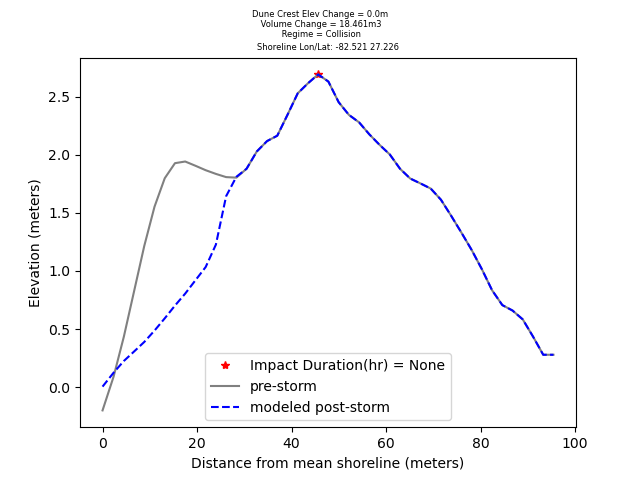 Dune Crest Elev Change = 0.0m
Volume Change = 18.461m3
Regime = Collision
Shoreline Lon/Lat: -82.521 27.226
2.5
2.0
1.5
1.0
0.5
0.0
Elevation (meters)
Impact Duration(hr) = None
pre-storm
modeled post-storm
0 20 40 60 80 100
Distance from mean shoreline (meters)